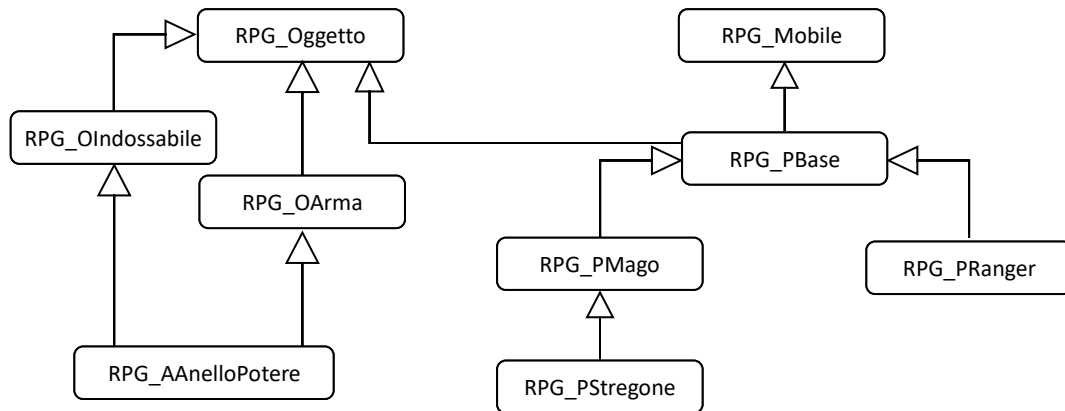 RPG_Oggetto
RPG_Mobile
RPG_OIndossabile
RPG_PBase
RPG_OArma
RPG_PMago
RPG_PRanger
RPG_AAnelloPotere
RPG_PStregone